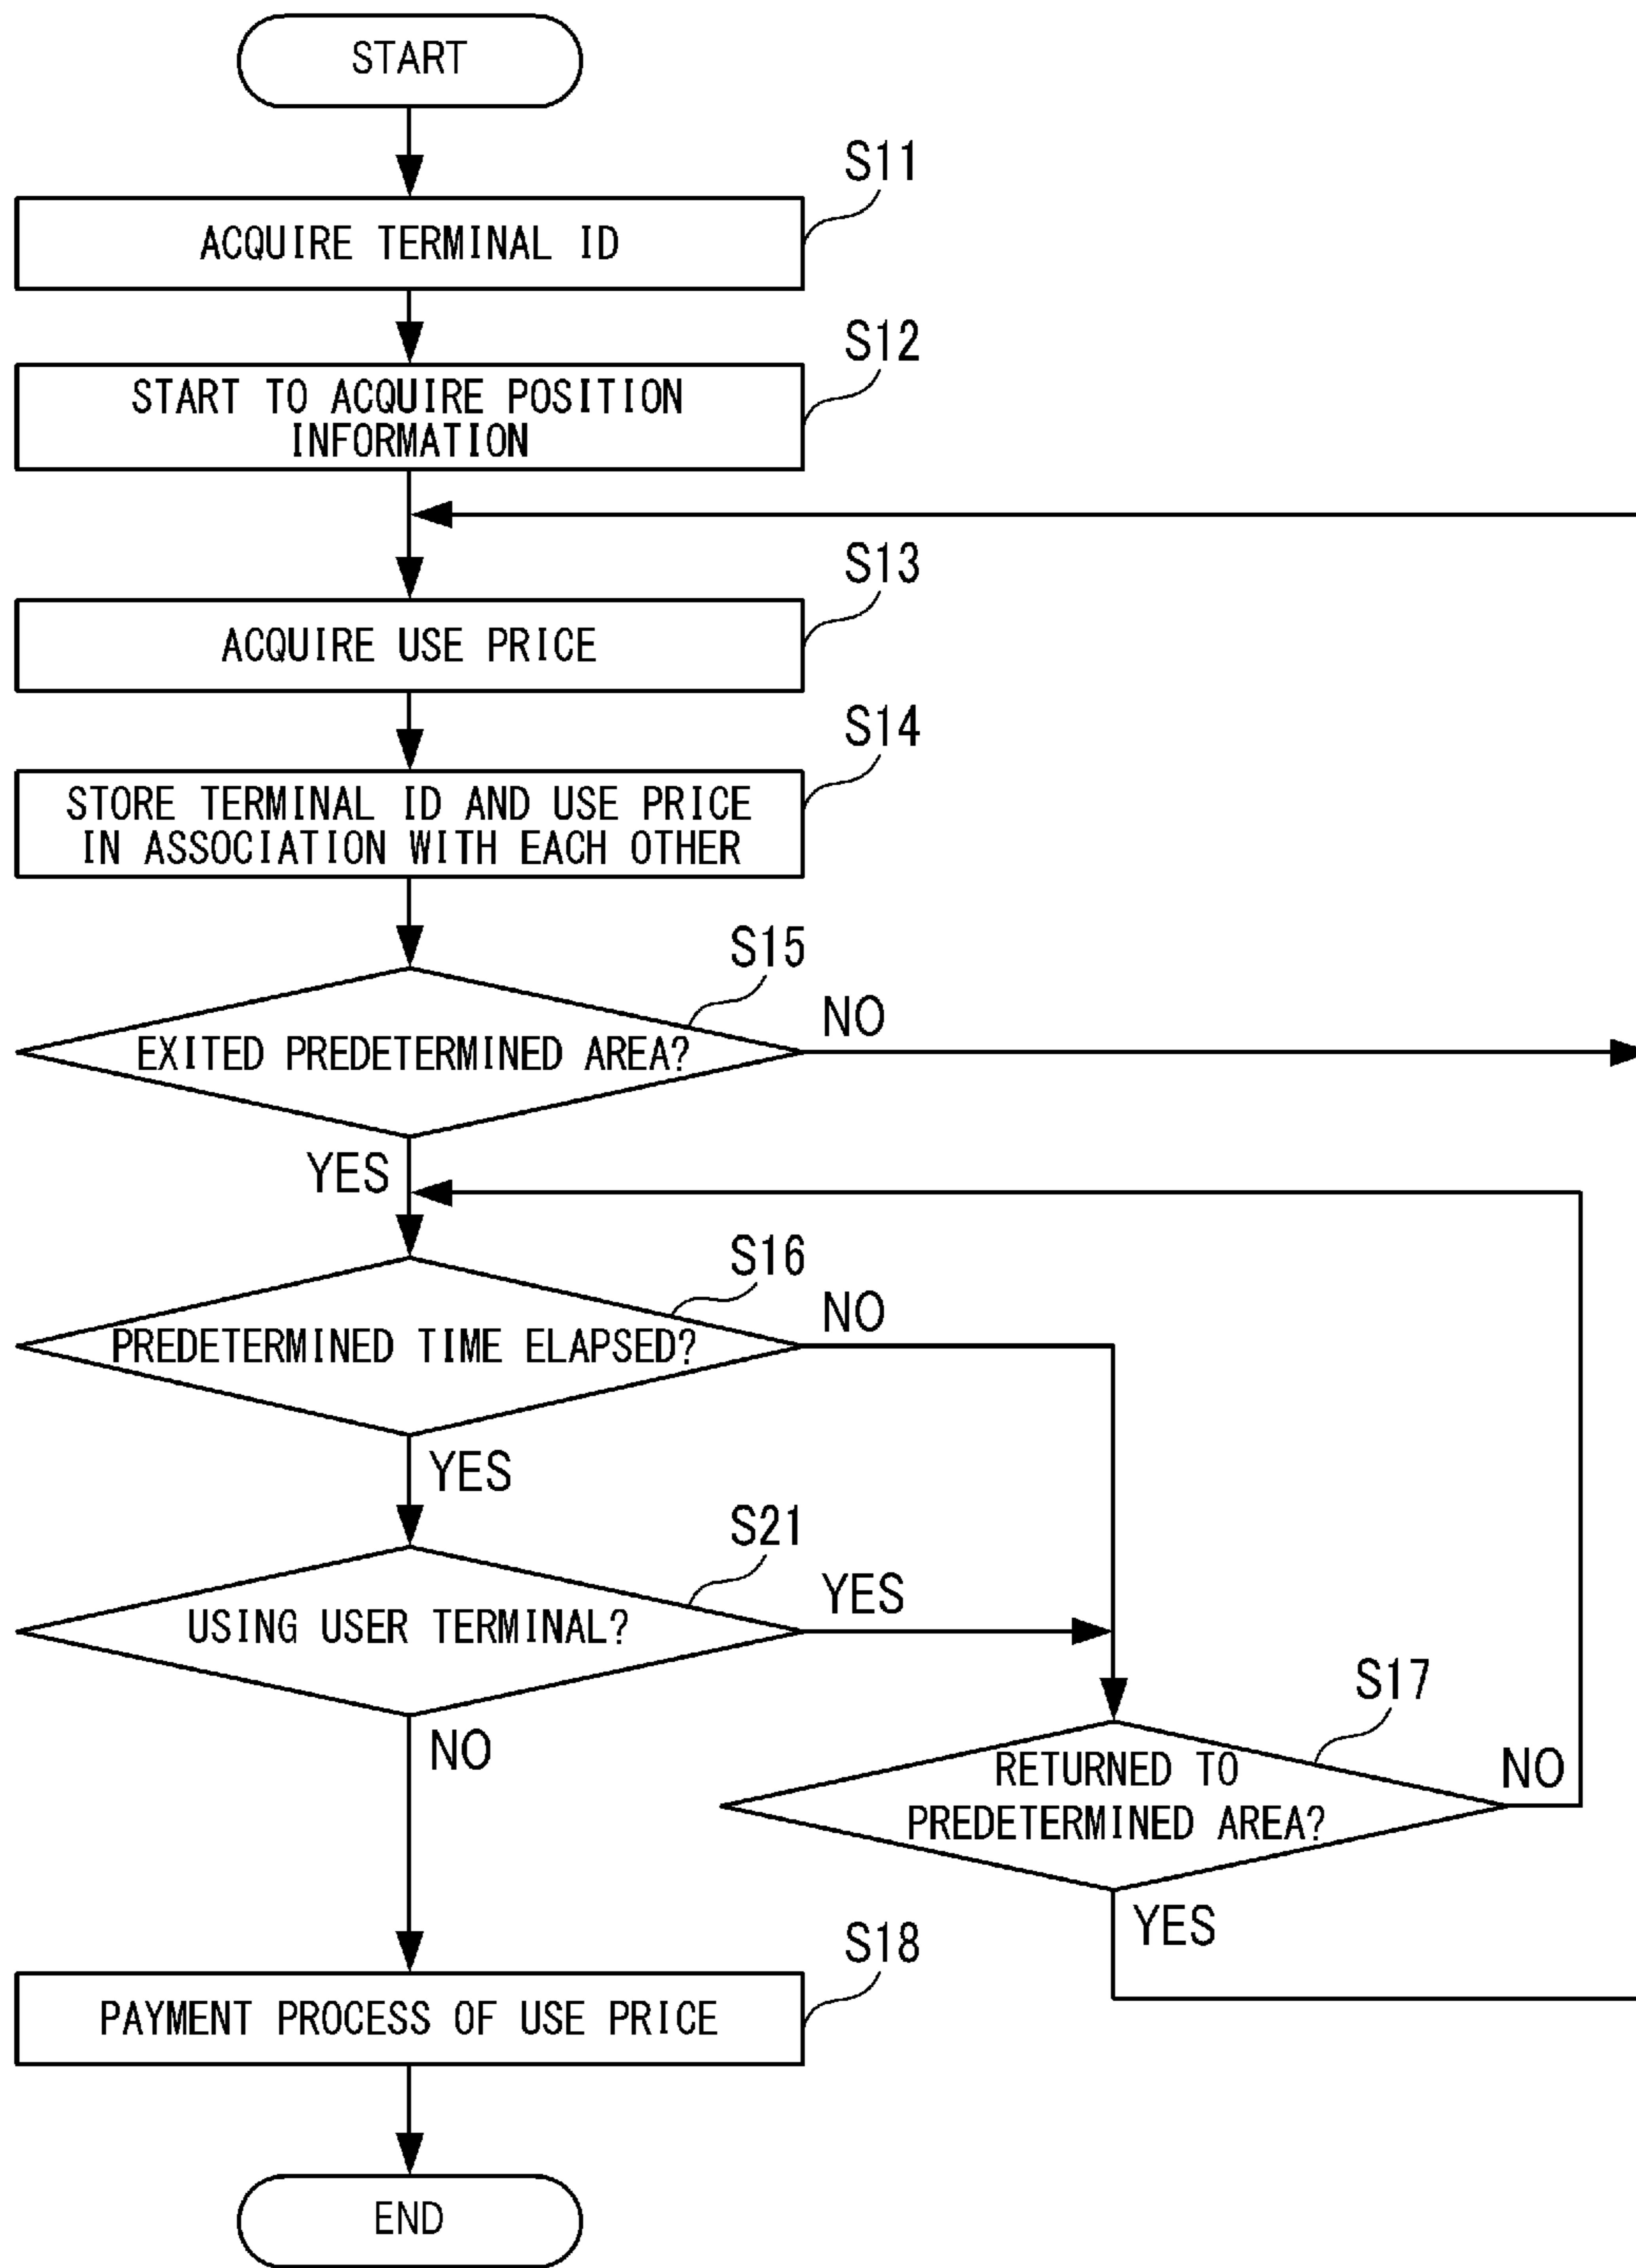 START
S11
ACQUIRE TERMINAL ID
S12
START TO ACQUIRE POSITION
INFORMATION
S13
ACQUIRE USE PRICE
S14
STORE TERMINAL ID AND USE PRICE
IN ASSOCIATION WITH EACH OTHER
S15
NO
EXITED PREDETERMINED AREA?
YES
S16
NO
PREDETERMINED TIME ELAPSED?
YES
S21
YES
USING USER TERMINAL?
NO
S17
RETURNED TO
PREDETERMINED AREA?
NO
YES
S18
PAYMENT PROCESS OF USE PRICE
END